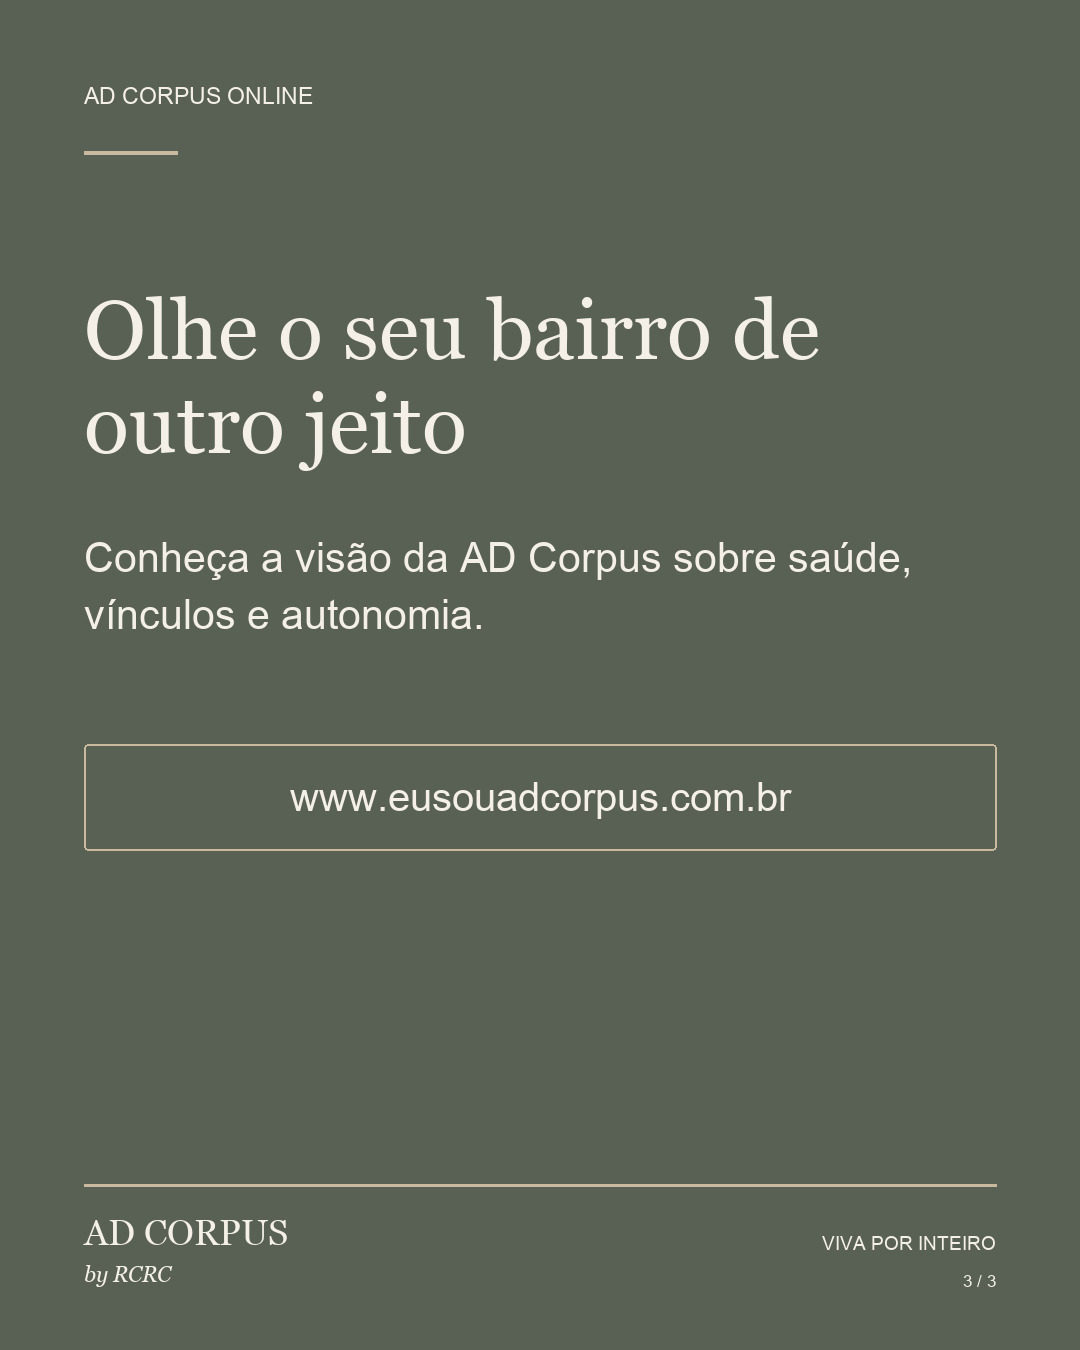 AD CORPUS ONLINE
Olhe o seu bairro de
outro jeito
Conheça a visão da AD Corpus sobre saúde,
vínculos e autonomia.
www.eusouadcorpus.com.br
AD CORPUS
by RCRC
VIVA POR INTEIRO
3 / 3